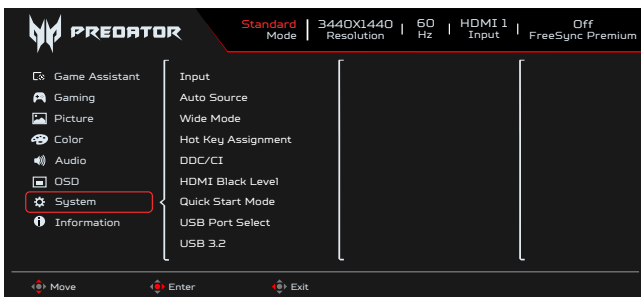 PREDATOR
Standard Mode
3440X1440 Resolution
60 Hz
HDMI 1 Input
Off FreeSync Premium
Game Assistant
Gaming
Picture
Color
Audio
OSD
System
Information
Input
Auto Source
Wide Mode
Hot Key Assignment
DDC/CI
HDMI Black Level
Quick Start Mode
USB Port Select
USB 3.2
Move
Enter
Exit